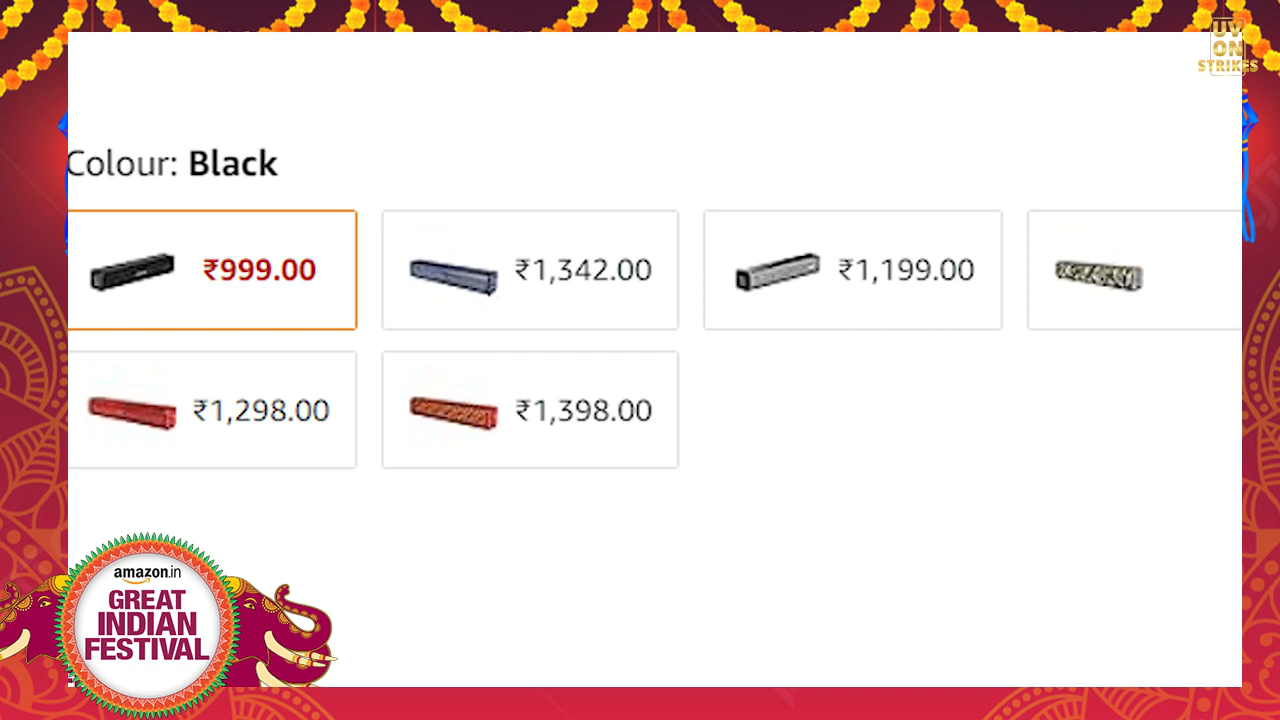 UV
ON
STRIKES
Colour: Black
₹999.00
₹1,342.00
₹1,199.00
₹1,298.00
₹1,398.00
amazon.in
GREAT
INDIAN
FESTIVAL